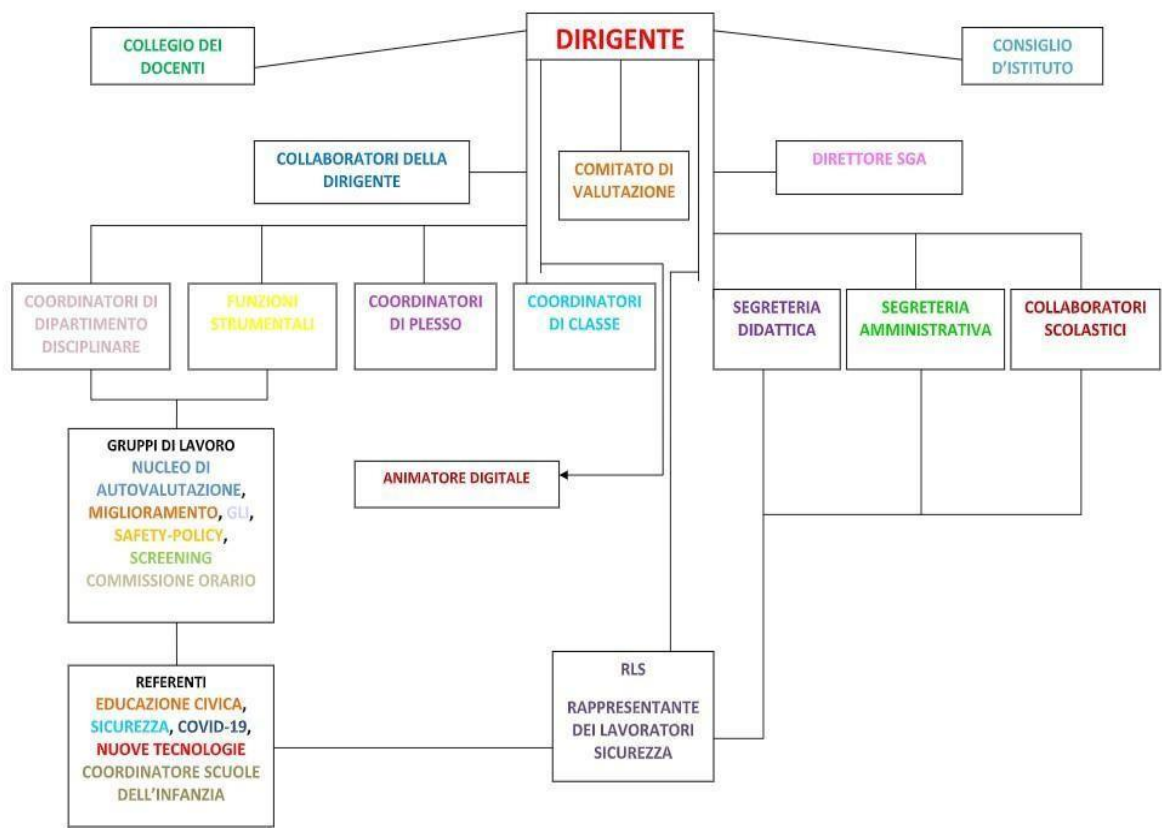 DIRIGENTE
COLLEGIO DEI
DOCENTI
CONSIGLIO
D'ISTITUTO
COLLABORATORI DELLA
DIRIGENTE
COMITATO DI
VALUTAZIONE
DIRETTORE SGA
COORDINATORI DI
DIPARTIMENTO
DISCIPLINARE
FUNZIONI
STRUMENTALI
COORDINATORI
DI PLESSO
COORDINATORI
DI CLASSE
SEGRETERIA
DIDATTICA
SEGRETERIA
AMMINISTRATIVA
COLLABORATORI
SCOLASTICI
GRUPPI DI LAVORO
NUCLEO DI
AUTOVALUTAZIONE,
MIGLIORAMENTO, GLI,
SAFETY-POLICY,
SCREENING
COMMISSIONE ORARIO
ANIMATORE DIGITALE
REFERENTI
EDUCAZIONE CIVICA,
SICUREZZA, COVID-19,
NUOVE TECNOLOGIE
COORDINATORE SCUOLE
DELL'INFANZIA
RLS
RAPPRESENTANTE
DEI LAVORATORI
SICUREZZA